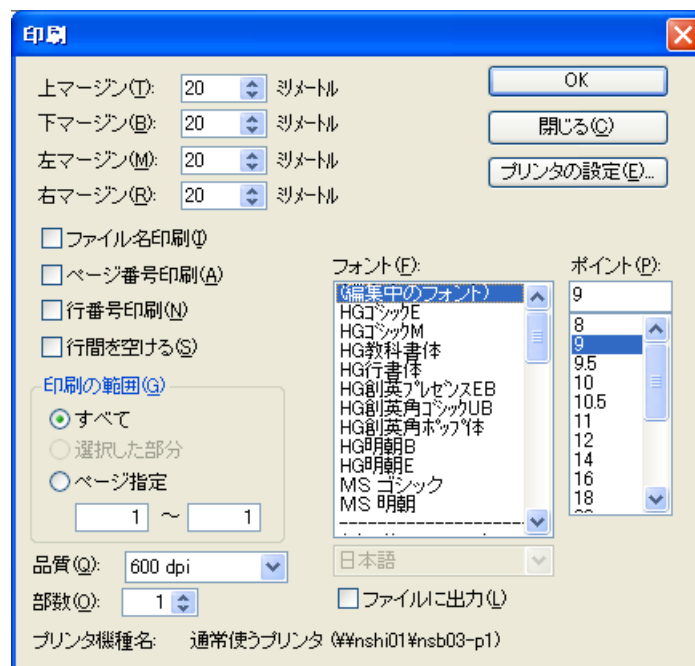 印刷
上マージン(T): 20 ミリメートル
下マージン(B): 20 ミリメートル
左マージン(M): 20 ミリメートル
右マージン(R): 20 ミリメートル
OK
閉じる(C)
プリンタの設定(E)...
ファイル名印刷(I)
ページ番号印刷(A)
行番号印刷(N)
行間を空ける(S)
印刷の範囲(G)
すべて
選択した部分
ページ指定
1 ～ 1
品質(Q): 600 dpi
部数(O): 1
フォント(F):
(編集中のフォント)
HGゴシックE
HGゴシックM
HG教科書体
HG行書体
HG創英プレゼンスEB
HG創英角ゴシックUB
HG創英角ポップ体
HG明朝B
HG明朝E
MS ゴシック
MS 明朝
--------------------
日本語
ファイルに出力(L)
ポイント(P):
9
8
9
9.5
10
10.5
11
12
14
16
18
プリンタ機種名: 通常使うプリンタ (¥¥nshi01¥nsb03-p1)